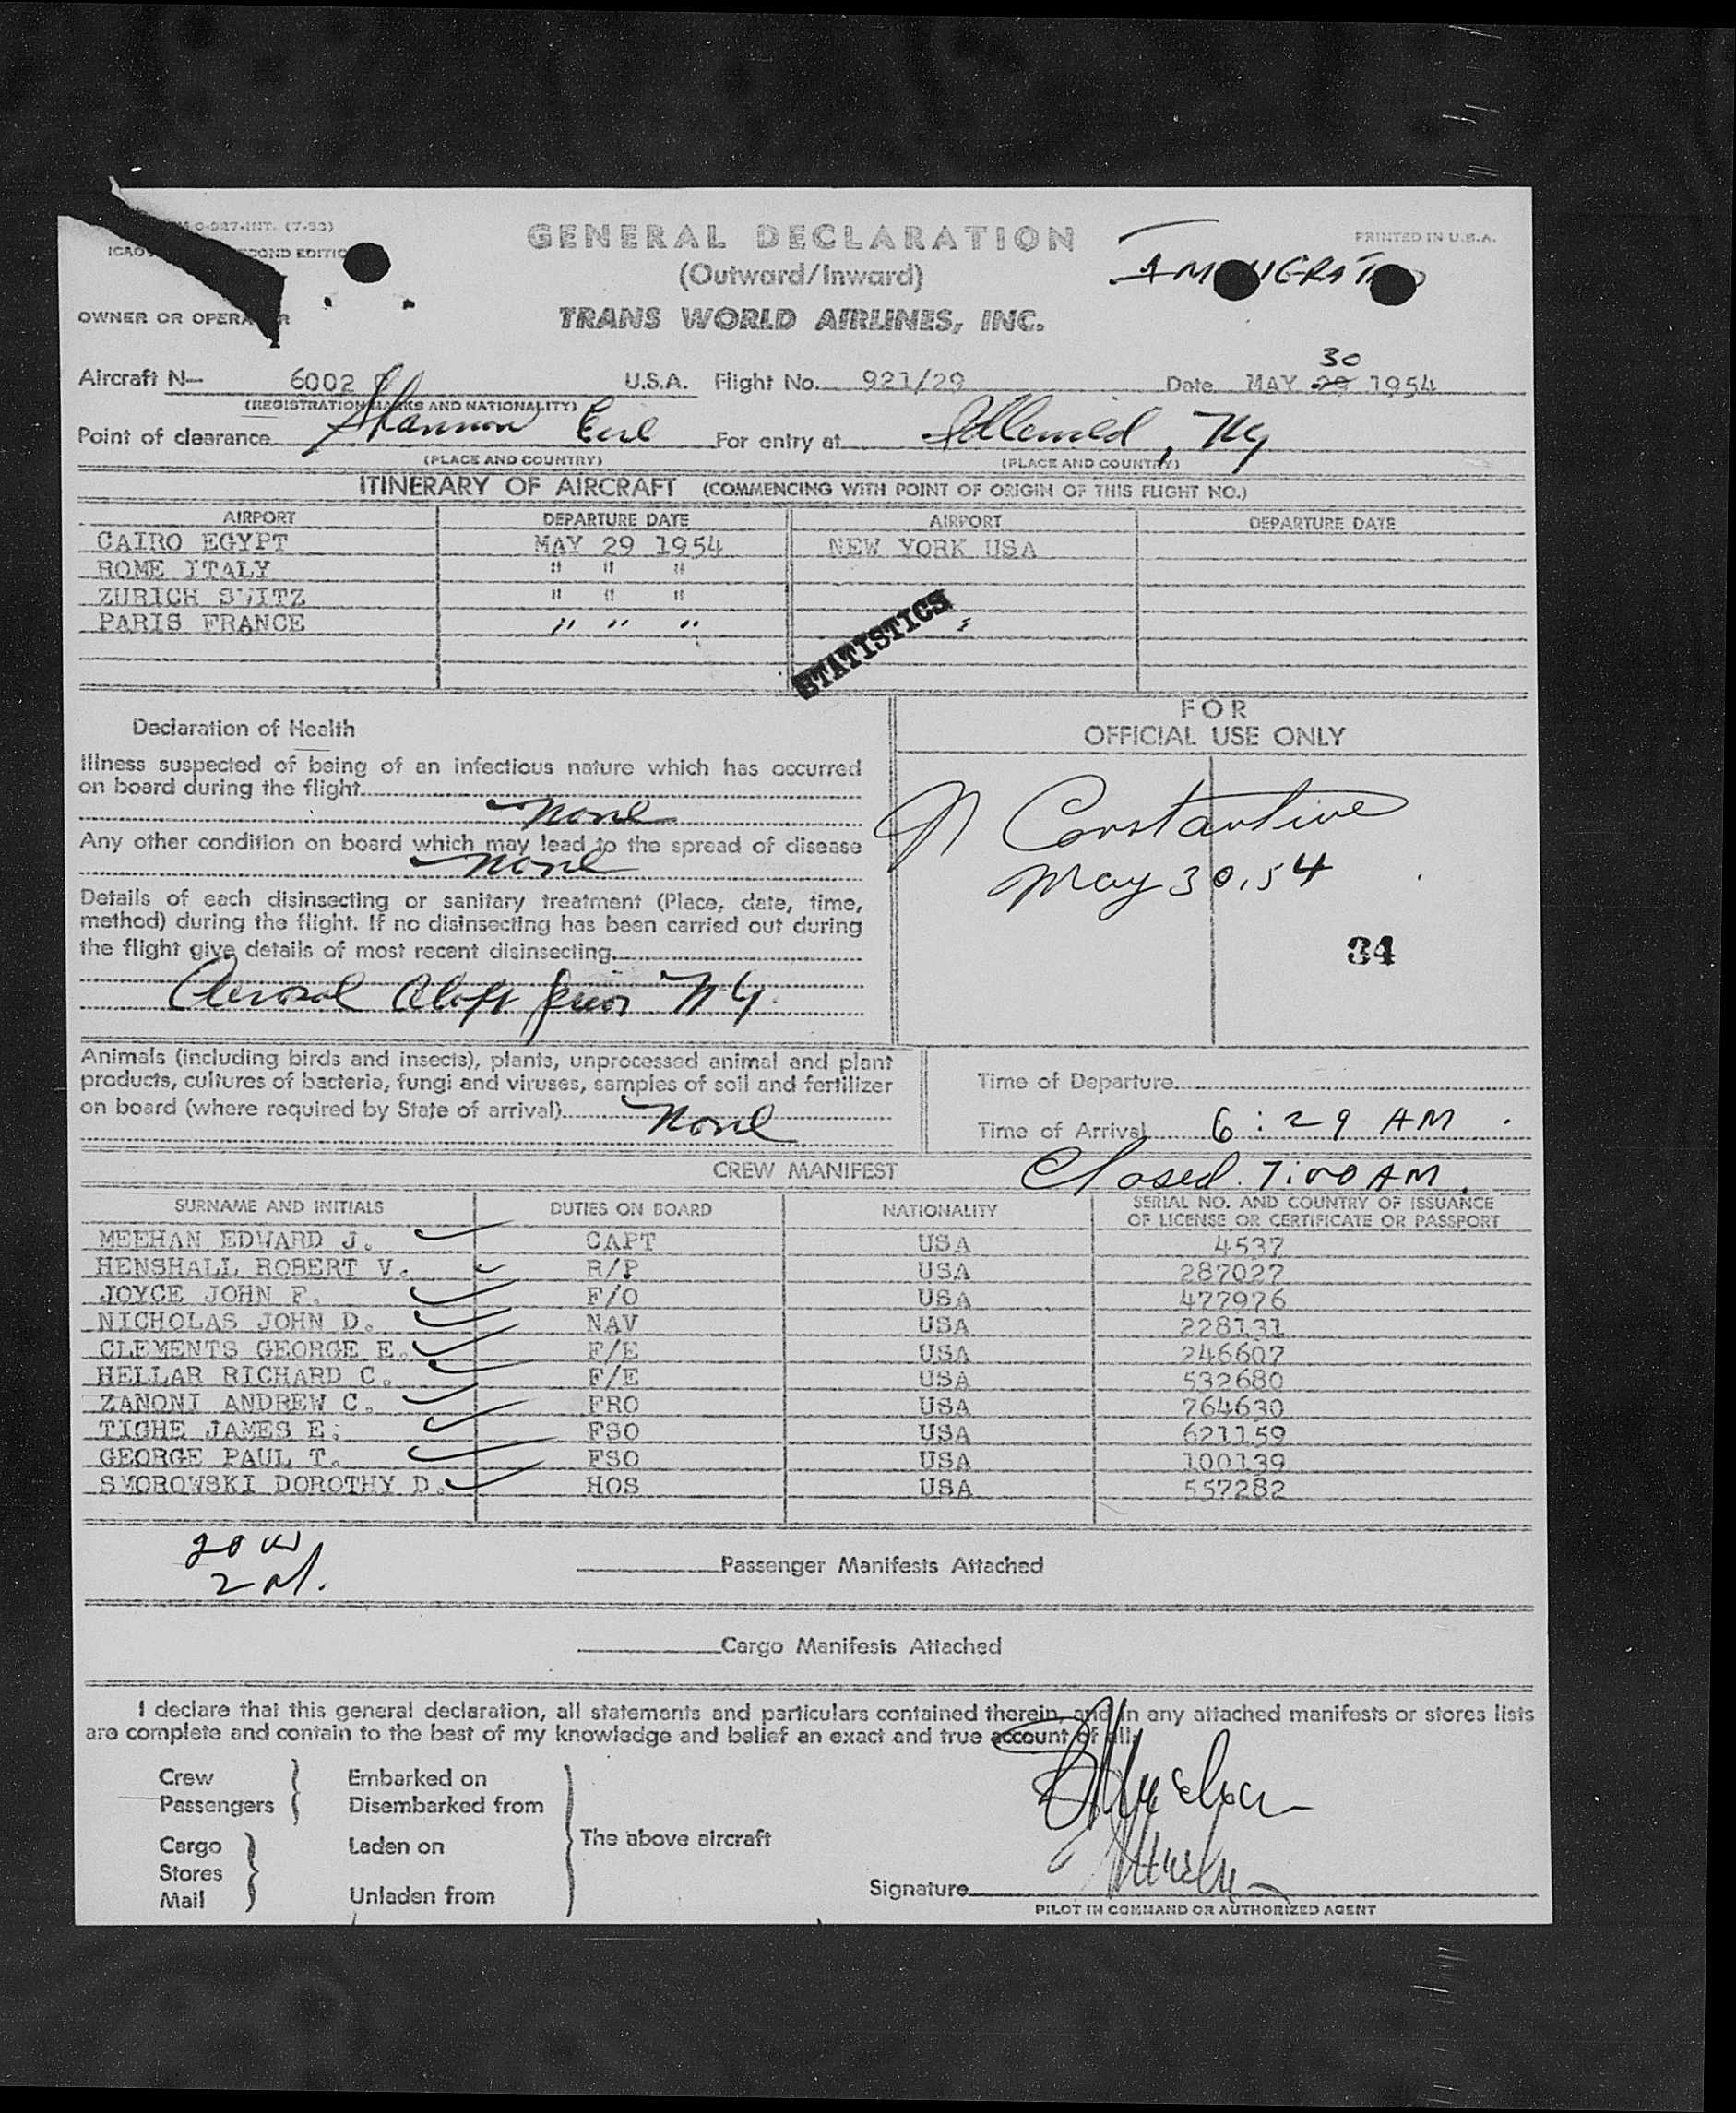 0-927-INT. (7-53)
GENERAL DECLARATION
PRINTED IN U.S.A.
ICAO SECOND EDITION
(Outward/Inward)
OWNER OR OPERATOR
TRANS WORLD AIRLINES, INC.
30
Aircraft N— 6002 U.S.A. Flight No. 921/29 Date MAY 29 1954
(REGISTRATION MARKS AND NATIONALITY)
Point of clearance Shannon Eire For entry at Idlewild, NY
(PLACE AND COUNTRY) (PLACE AND COUNTRY)
ITINERARY OF AIRCRAFT (COMMENCING WITH POINT OF ORIGIN OF THIS FLIGHT NO.)
AIRPORT DEPARTURE DATE AIRPORT DEPARTURE DATE
CAIRO EGYPT MAY 29 1954 NEW YORK USA
ROME ITALY " " "
ZURICH SWITZ " " "
PARIS FRANCE " " "
STATISTICS
FOR
OFFICIAL USE ONLY
Declaration of Health
Illness suspected of being of an infectious nature which has occurred
on board during the flight
None
Any other condition on board which may lead to the spread of disease
None
Details of each disinsecting or sanitary treatment (Place, date, time,
method) during the flight. If no disinsecting has been carried out during
the flight give details of most recent disinsecting
Aerosol Aloft Prior NY.
N Constantine
May 30, 54
34
Animals (including birds and insects), plants, unprocessed animal and plant
products, cultures of bacteria, fungi and viruses, samples of soil and fertilizer
on board (where required by State of arrival) None
Time of Departure
Time of Arrival 6:29 AM
Closed 7:00 AM.
CREW MANIFEST
SURNAME AND INITIALS DUTIES ON BOARD NATIONALITY SERIAL NO. AND COUNTRY OF ISSUANCE
OF LICENSE OR CERTIFICATE OR PASSPORT
MEEHAN EDWARD J. CAPT USA 4537
HENSHALL ROBERT V. R/P USA 287027
JOYCE JOHN F. F/O USA 477976
NICHOLAS JOHN D. NAV USA 228131
CLEMENTS GEORGE E. F/E USA 246607
HELLAR RICHARD C. F/E USA 532680
ZANONI ANDREW C. FRO USA 764630
TIGHE JAMES E. FSO USA 621159
GEORGE PAUL T. FSO USA 100139
SMOROWSKI DOROTHY D. HOS USA 557282
Passenger Manifests Attached
Cargo Manifests Attached
I declare that this general declaration, all statements and particulars contained therein, and in any attached manifests or stores lists
are complete and contain to the best of my knowledge and belief an exact and true account of all:
Crew Embarked on
Passengers Disembarked from
Cargo Laden on The above aircraft
Stores
Mail Unladen from
Signature
PILOT IN COMMAND OR AUTHORIZED AGENT